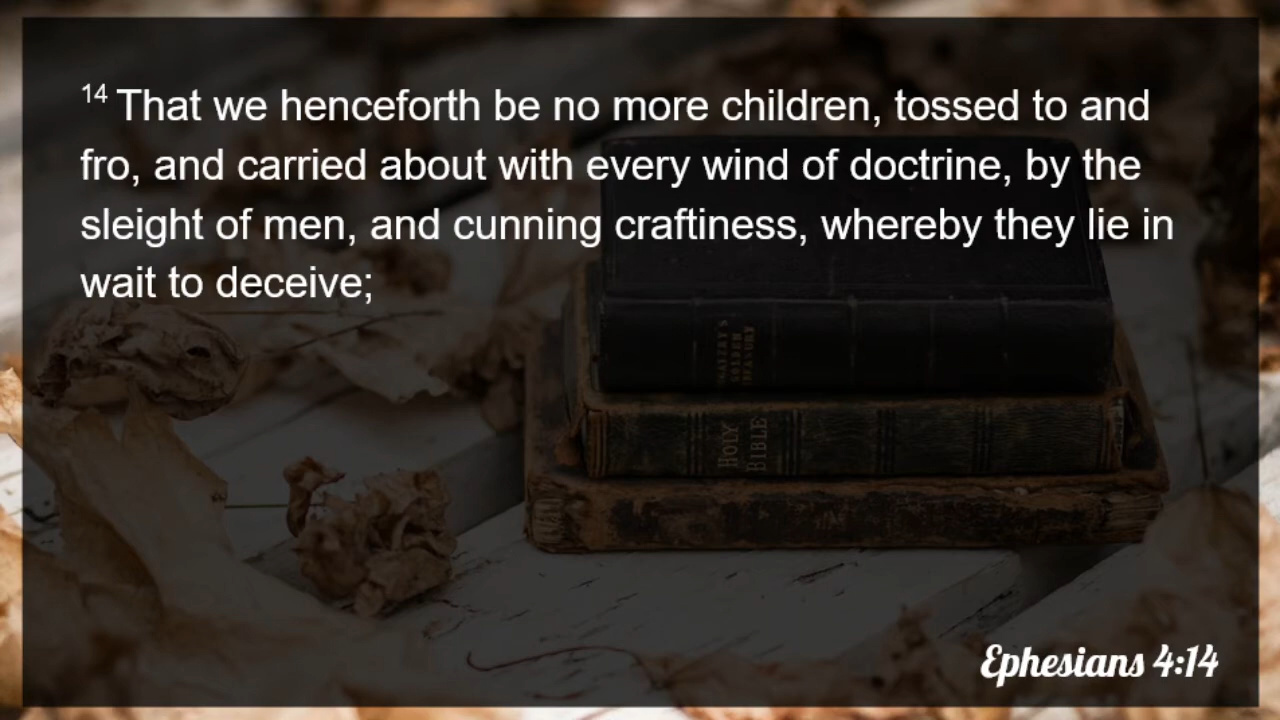 14 That we henceforth be no more children, tossed to and
fro, and carried about with every wind of doctrine, by the
sleight of men, and cunning craftiness, whereby they lie in
wait to deceive;
GOLDEN
TREASURY
HOLY
BIBLE
Ephesians 4:14